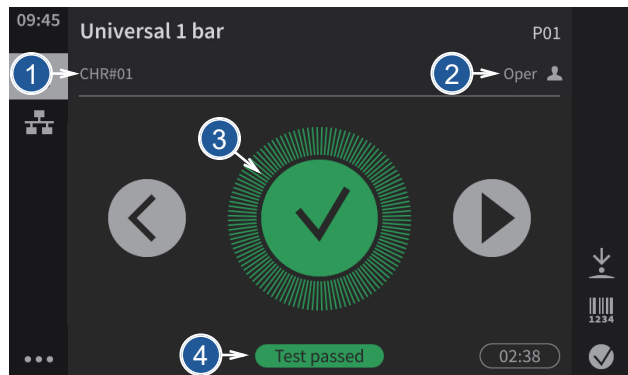 09:45
Universal 1 bar
P01
1
CHR#01
2
Oper
3
1234
4
Test passed
02:38